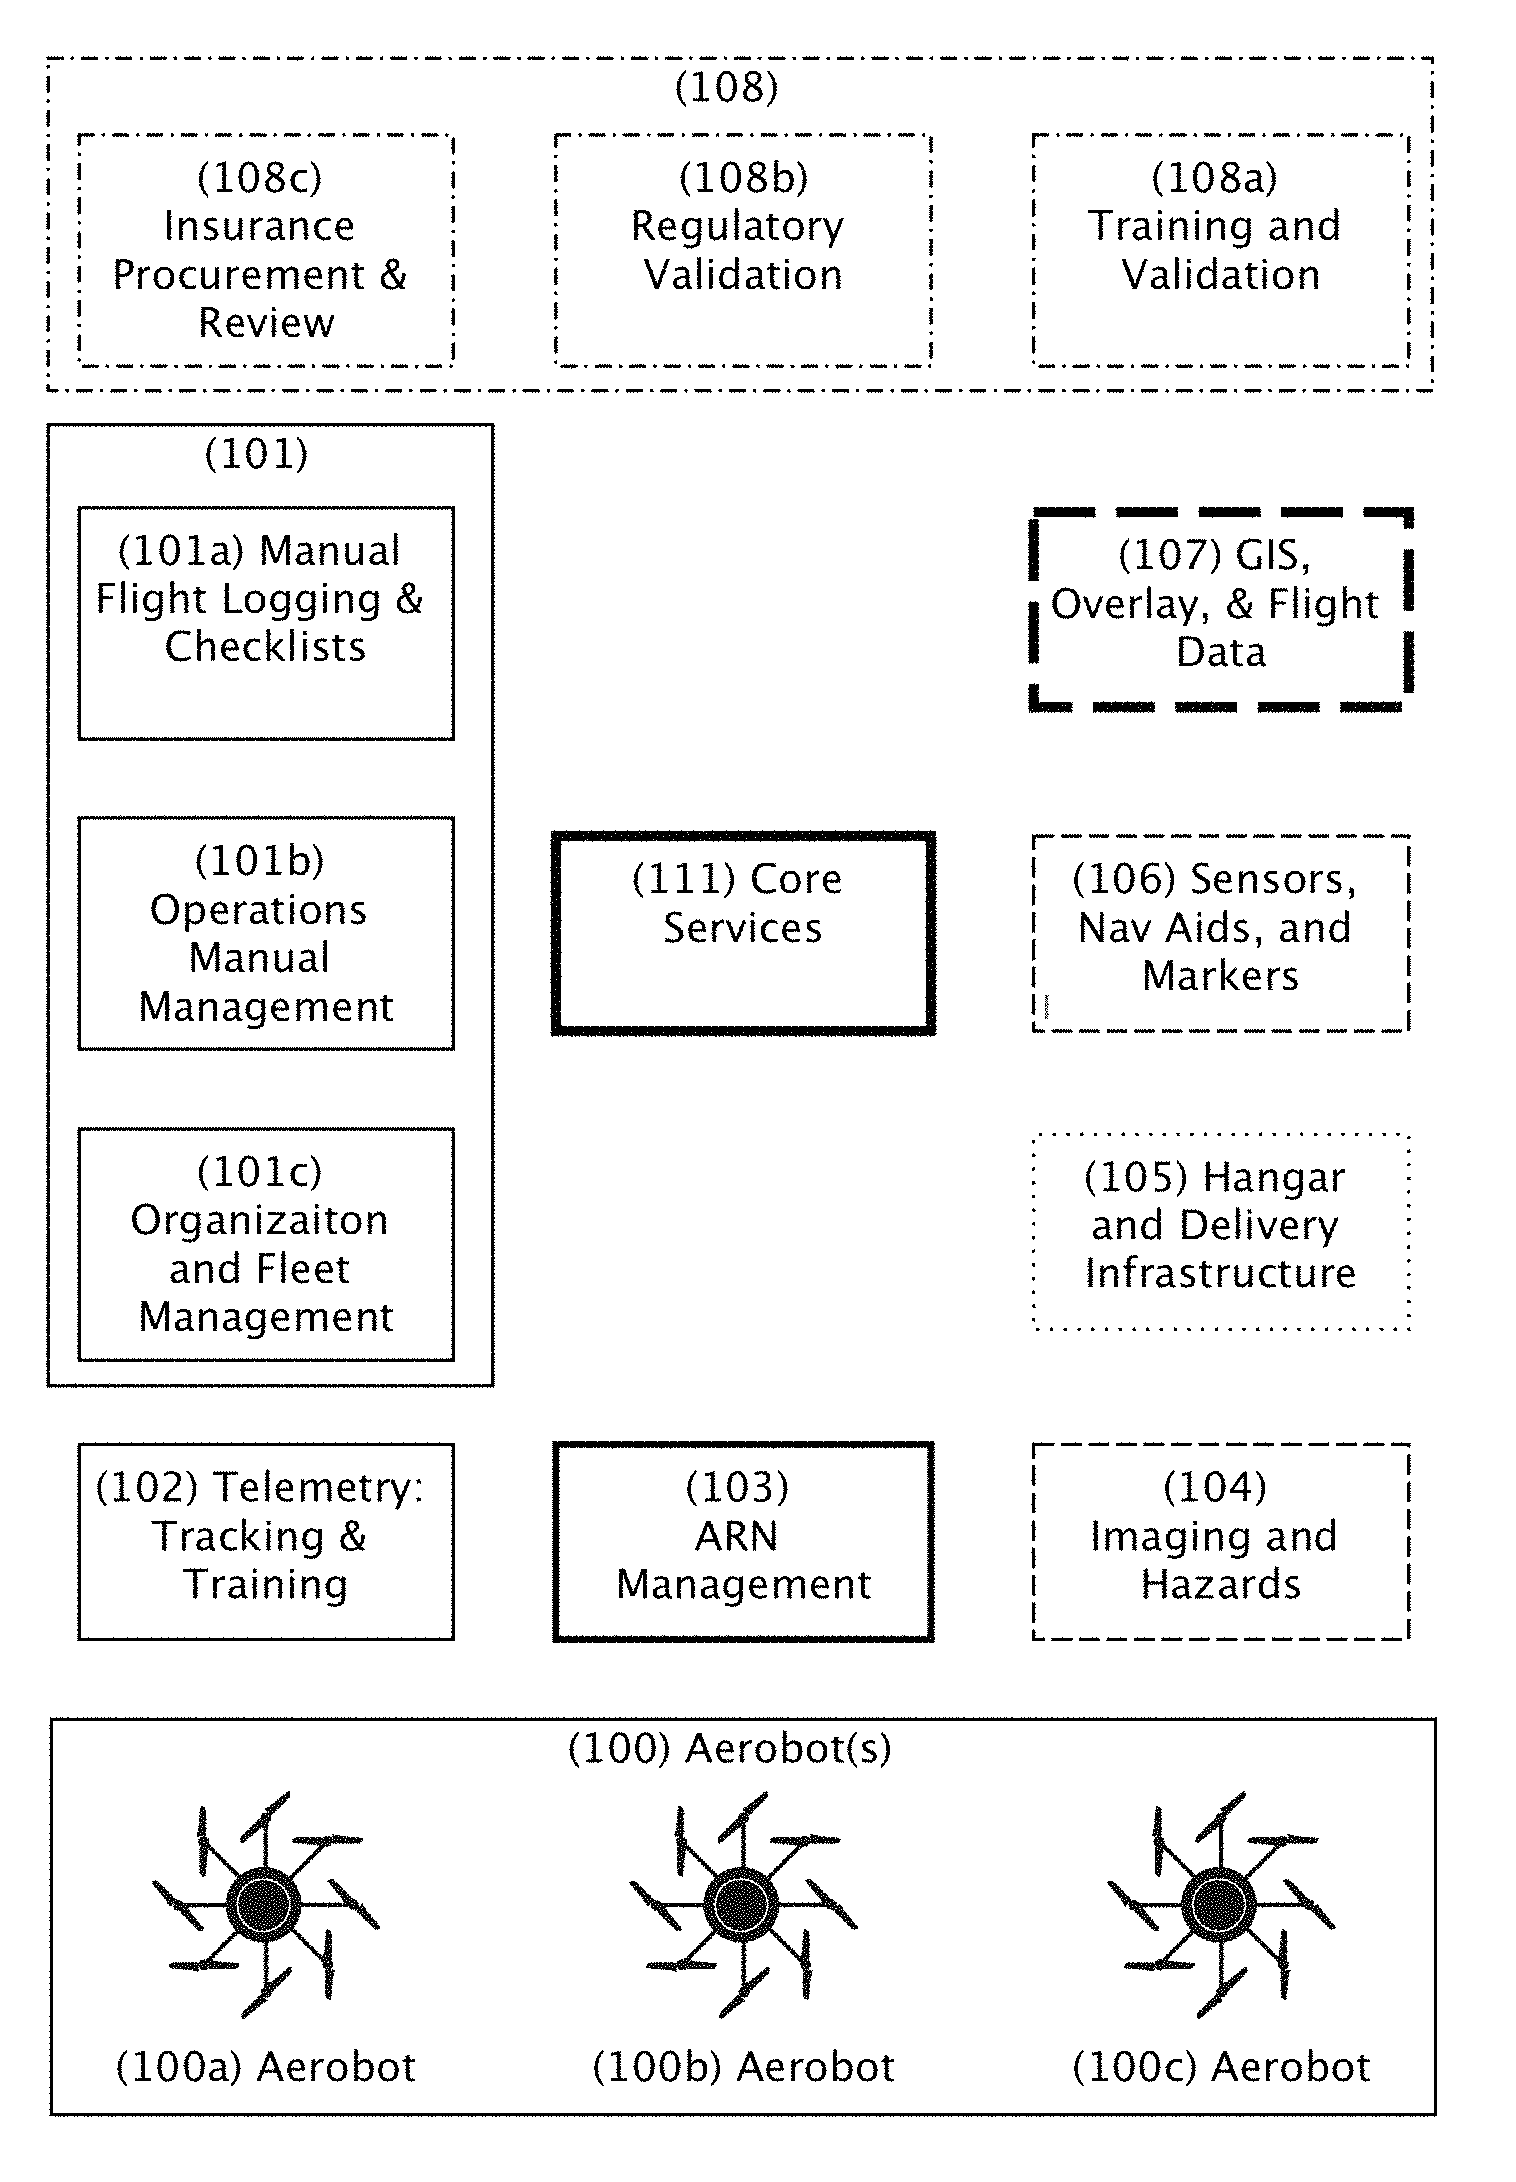 (108)
(108c)
Insurance
Procurement &
Review
(108b)
Regulatory
Validation
(108a)
Training and
Validation
(101)
(101a) Manual
Flight Logging &
Checklists
(101b)
Operations
Manual
Management
(101c)
Organizaiton
and Fleet
Management
(111) Core
Services
(107) GIS,
Overlay, & Flight
Data
(106) Sensors,
Nav Aids, and
Markers
(105) Hangar
and Delivery
Infrastructure
(102) Telemetry:
Tracking &
Training
(103)
ARN
Management
(104)
Imaging and
Hazards
(100) Aerobot(s)
(100a) Aerobot
(100b) Aerobot
(100c) Aerobot